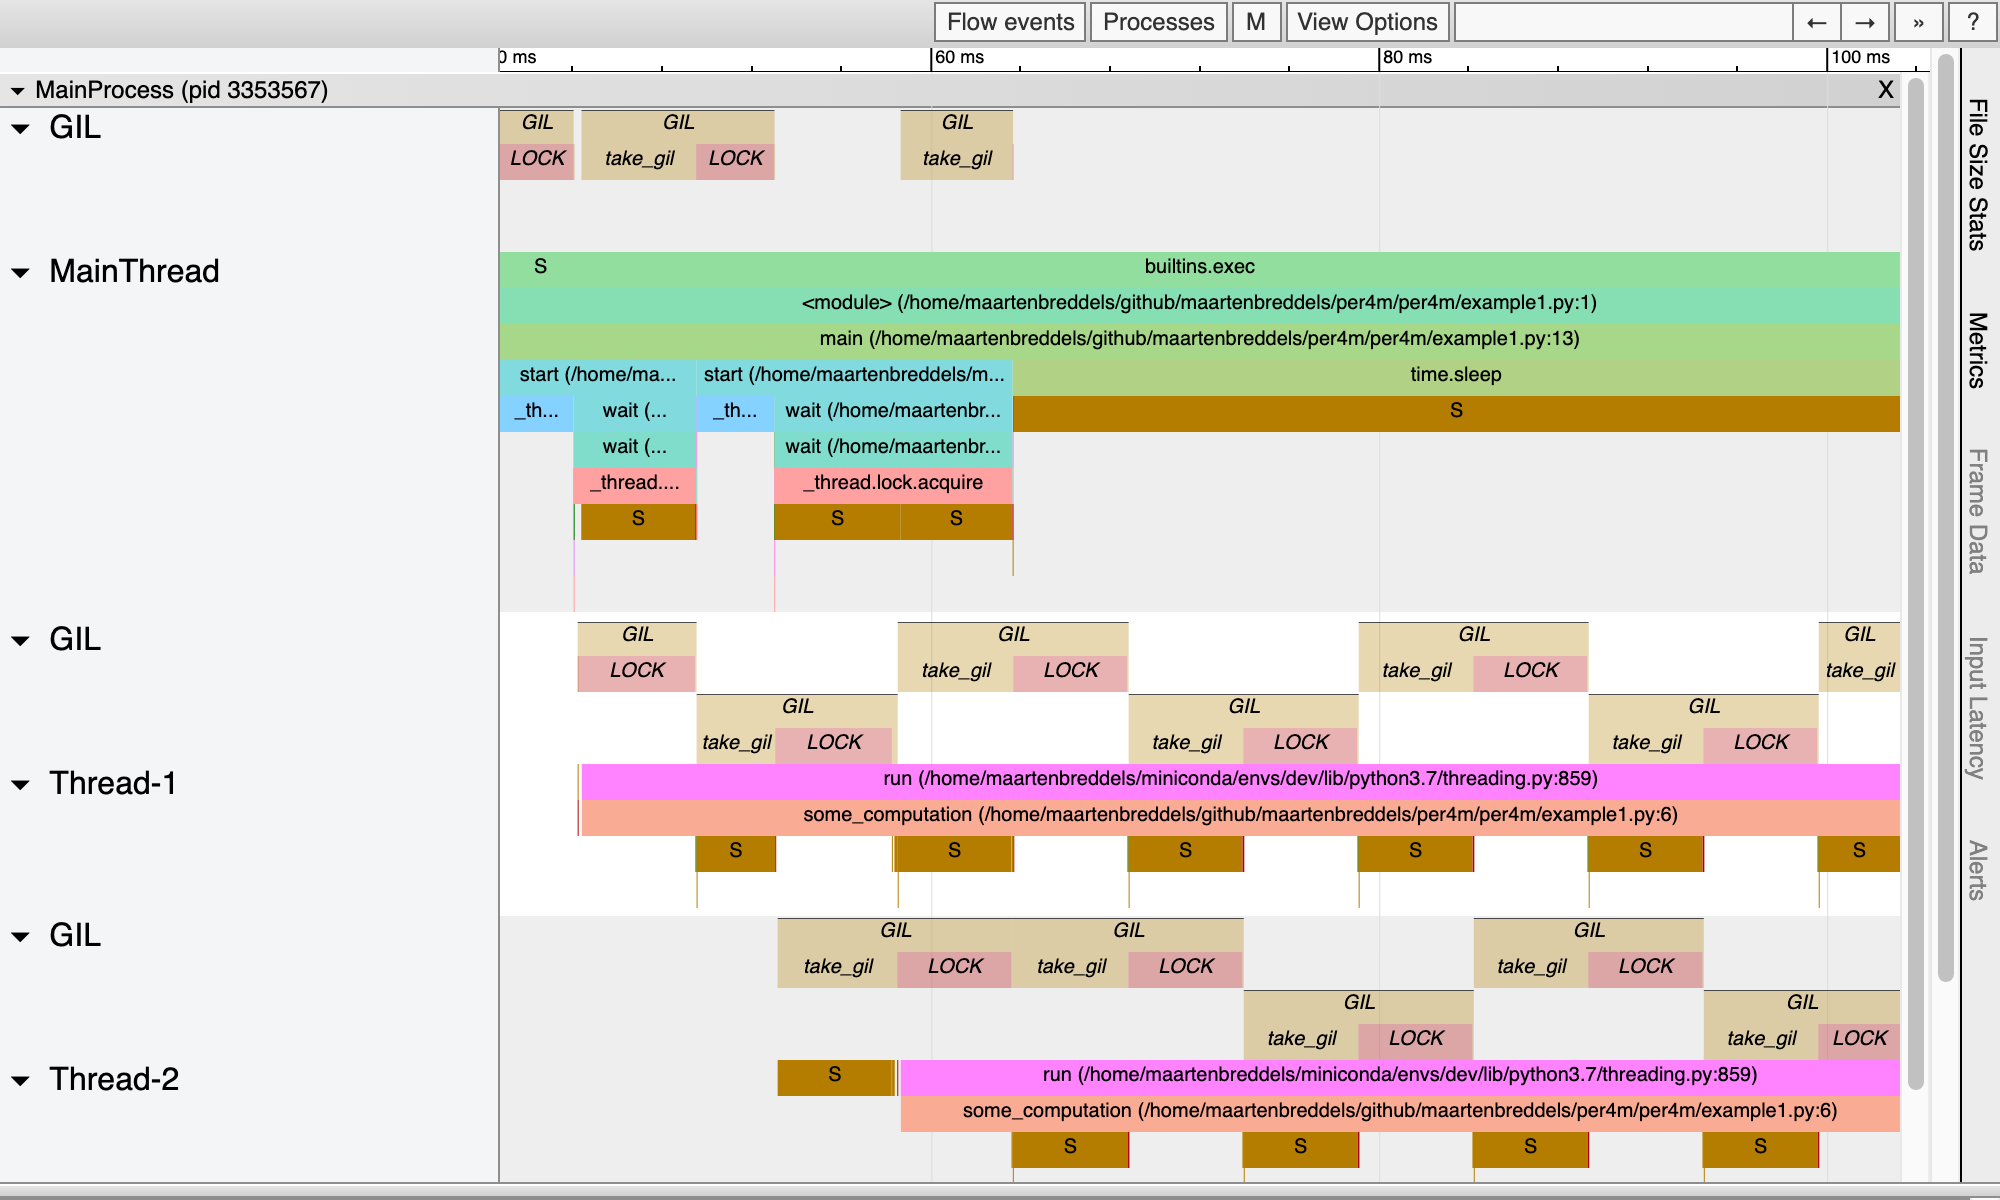 Flow events Processes M View Options ← → » ?
0 ms 60 ms 80 ms 100 ms
MainProcess (pid 3353567) X
GIL GIL GIL GIL
LOCK take_gil LOCK take_gil
MainThread S builtins.exec
<module> (/home/maartenbreddels/github/maartenbreddels/per4m/per4m/example1.py:1)
main (/home/maartenbreddels/github/maartenbreddels/per4m/per4m/example1.py:13)
start (/home/ma... start (/home/maartenbreddels/m... time.sleep
_th... wait (... _th... wait (/home/maartenbr... S
wait (... wait (/home/maartenbr...
_thread.... _thread.lock.acquire
S S S
GIL GIL GIL GIL GIL
LOCK take_gil LOCK take_gil LOCK take_gil
GIL GIL GIL
take_gil LOCK take_gil LOCK take_gil LOCK
Thread-1 run (/home/maartenbreddels/miniconda/envs/dev/lib/python3.7/threading.py:859)
some_computation (/home/maartenbreddels/github/maartenbreddels/per4m/per4m/example1.py:6)
S S S S S S
GIL GIL GIL GIL
take_gil LOCK take_gil LOCK take_gil LOCK
GIL GIL
take_gil LOCK take_gil LOCK
Thread-2 S run (/home/maartenbreddels/miniconda/envs/dev/lib/python3.7/threading.py:859)
some_computation (/home/maartenbreddels/github/maartenbreddels/per4m/per4m/example1.py:6)
S S S S
File Size Stats
Metrics
Frame Data
Input Latency
Alerts